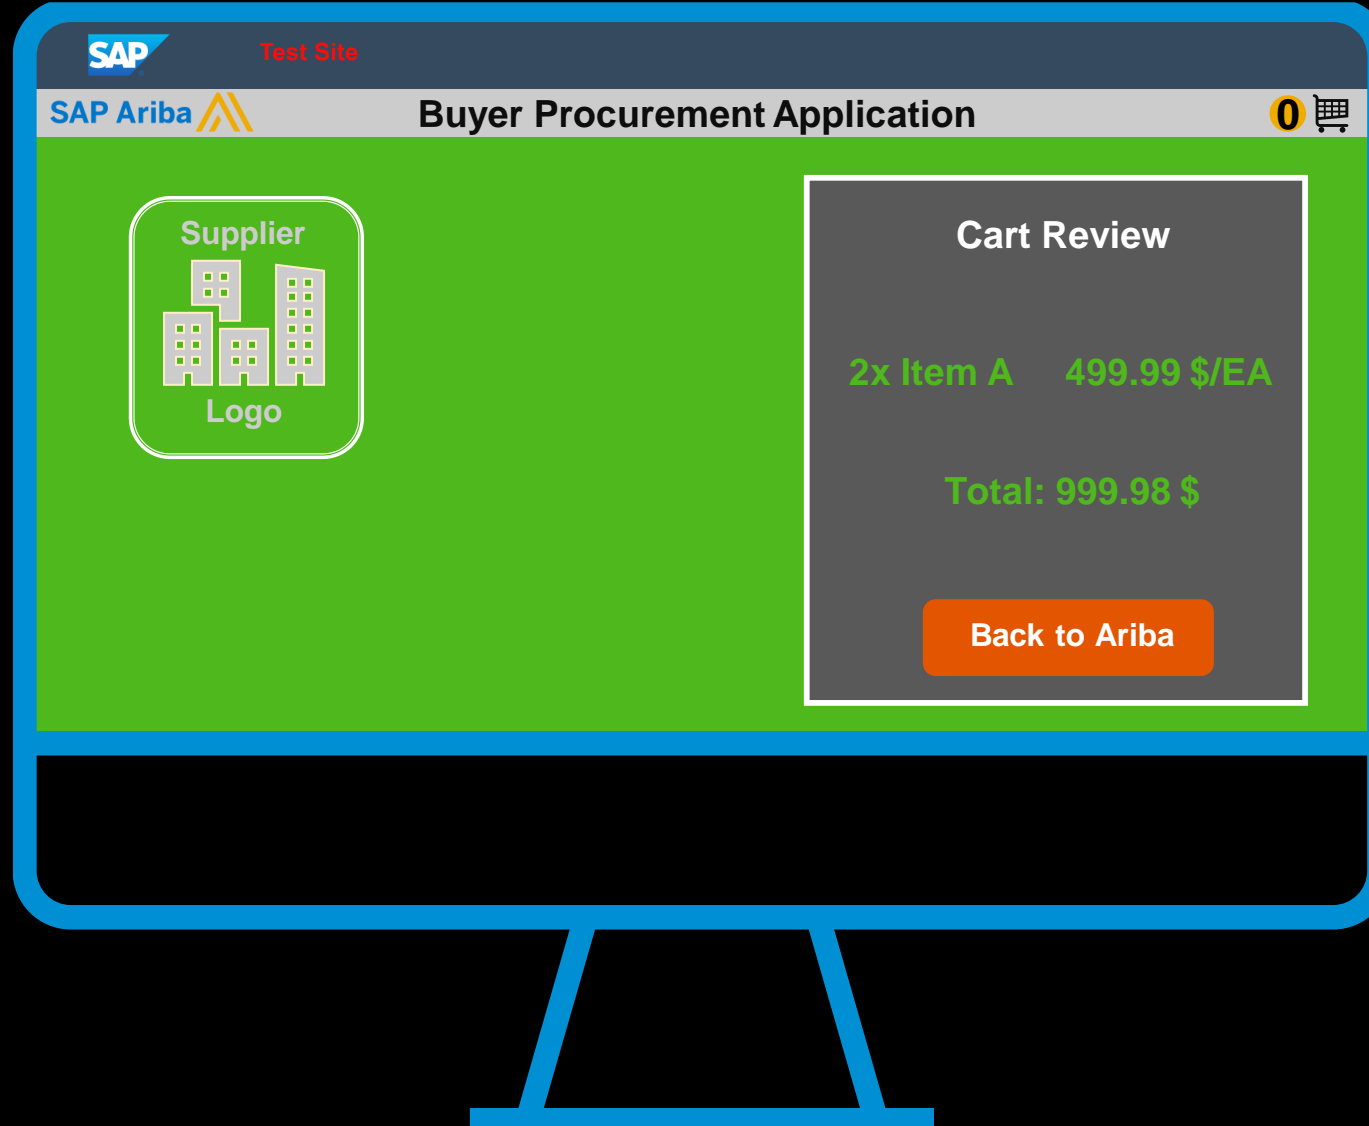 SAP
Test Site
SAP Ariba
Buyer Procurement Application
0
Supplier
Logo
Cart Review
2x Item A 499.99 $/EA
Total: 999.98 $
Back to Ariba